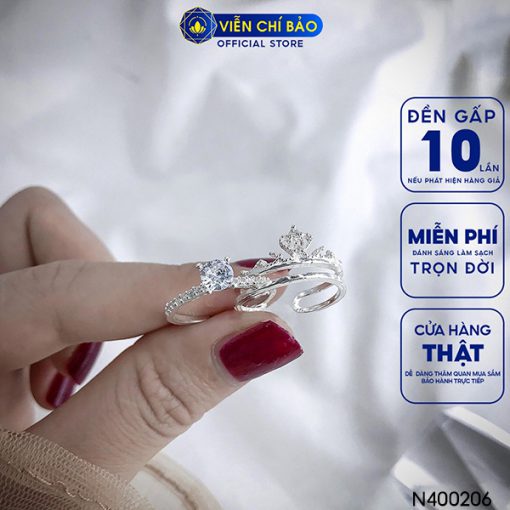 VIỄN CHÍ BẢO
OFFICIAL STORE
ĐỀN GẤP
10 LẦN
NẾU PHÁT HIỆN HÀNG GIẢ
MIỄN PHÍ
ĐÁNH SÁNG LÀM SẠCH
TRỌN ĐỜI
CỬA HÀNG
THẬT
DỄ DÀNG THĂM QUAN MUA SẮM
BẢO HÀNH TRỰC TIẾP
N400206